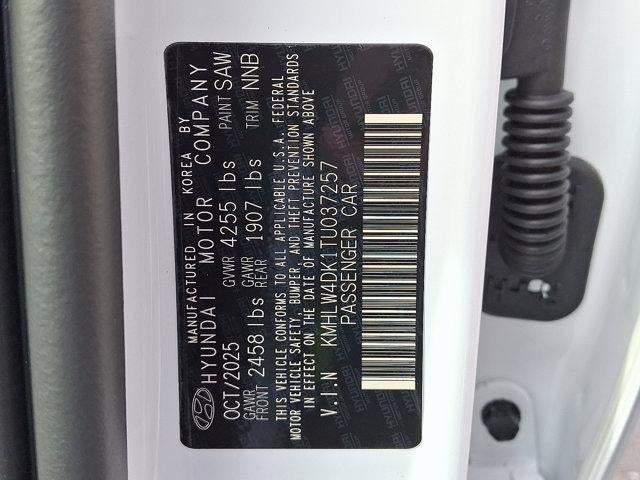 MANUFACTURED IN KOREA BY
HYUNDAI MOTOR COMPANY
OCT/2025 GVWR 4255 lbs PAINT SAW
GAWR FRONT 2458 lbs GAWR REAR 1907 lbs TRIM NNB
THIS VEHICLE CONFORMS TO ALL APPLICABLE U.S.A. FEDERAL
MOTOR VEHICLE SAFETY, BUMPER, AND THEFT PREVENTION STANDARDS
IN EFFECT ON THE DATE OF MANUFACTURE SHOWN ABOVE
V.I.N KMHLW4DK1TU037257
PASSENGER CAR